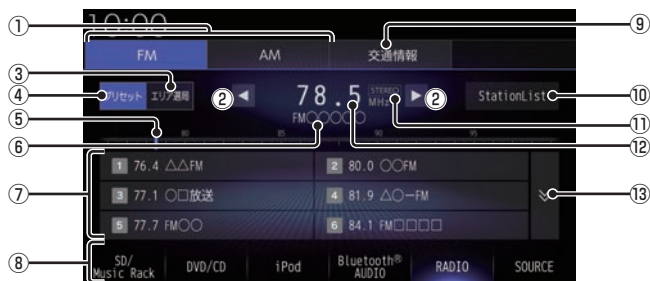 10:00
① ⑨
FM AM 交通情報
③
④ プリセット エリア選局 ② ◀ 78.5 STEREO MHz ▶ ② StationList ⑩
⑤ FM○○○○○ ⑪
⑥ 80 85 90 95 ⑫
⑦ 1 76.4 △△FM 2 80.0 ○○FM
3 77.1 ○□放送 4 81.9 △○ーFM ⑬
5 77.7 FM○○ 6 84.1 FM□□□□
⑧ SD/Music Rack DVD/CD iPod Bluetooth® AUDIO RADIO SOURCE